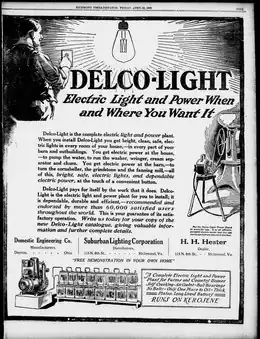 RICHMOND TIMES-DISPATCH, FRIDAY, APRIL
DELCO-LIGHT
Electric Light and Power When
and Where You Want It
Delco-Light is the complete electric light and power plant.
When you install Delco-Light you get bright, clean, safe, elec-
tric lights in every room of your house,—in every part of your
barn and outbuildings. You get electric power at the house,
—to pump the water, to run the washer, wringer, cream sep-
arator and churn. You get electric power at the barn,—to
turn the cornsheller, the grindstone and the fanning mill,—all
of this, bright, safe, electric lights, and dependable
electric power, at the touch of a convenient button.
Delco-Light pays for itself by the work that it does. Delco-
Light is the electric light and power plant for you to install; it
is dependable, durable and efficient,—recommended and
endorsed by more than 60,000 satisfied users
throughout the world. This is your guarantee of its satis-
factory operation. Write us today for your copy of the
new Delco-Light catalogue, giving valuable infor-
mation and further complete details.
Domestic Engineering Co.
Manufacturers
Dayton Ohio
Suburban Lighting Corporation
Distributors,
Richmond, Va.
H. H. Hester
Dealer,
Richmond, Va.
"FREE DEMONSTRATION IN YOUR OWN HOME"
"A Complete Electric Light and Power
Plant for Farms and Country Homes
Self Cranking-Air Cooled-Ball Bearings
No Belts-Only One Place to Oil-Thick
Plates, Long Lived Battery"
RUNS ON KEROSENE